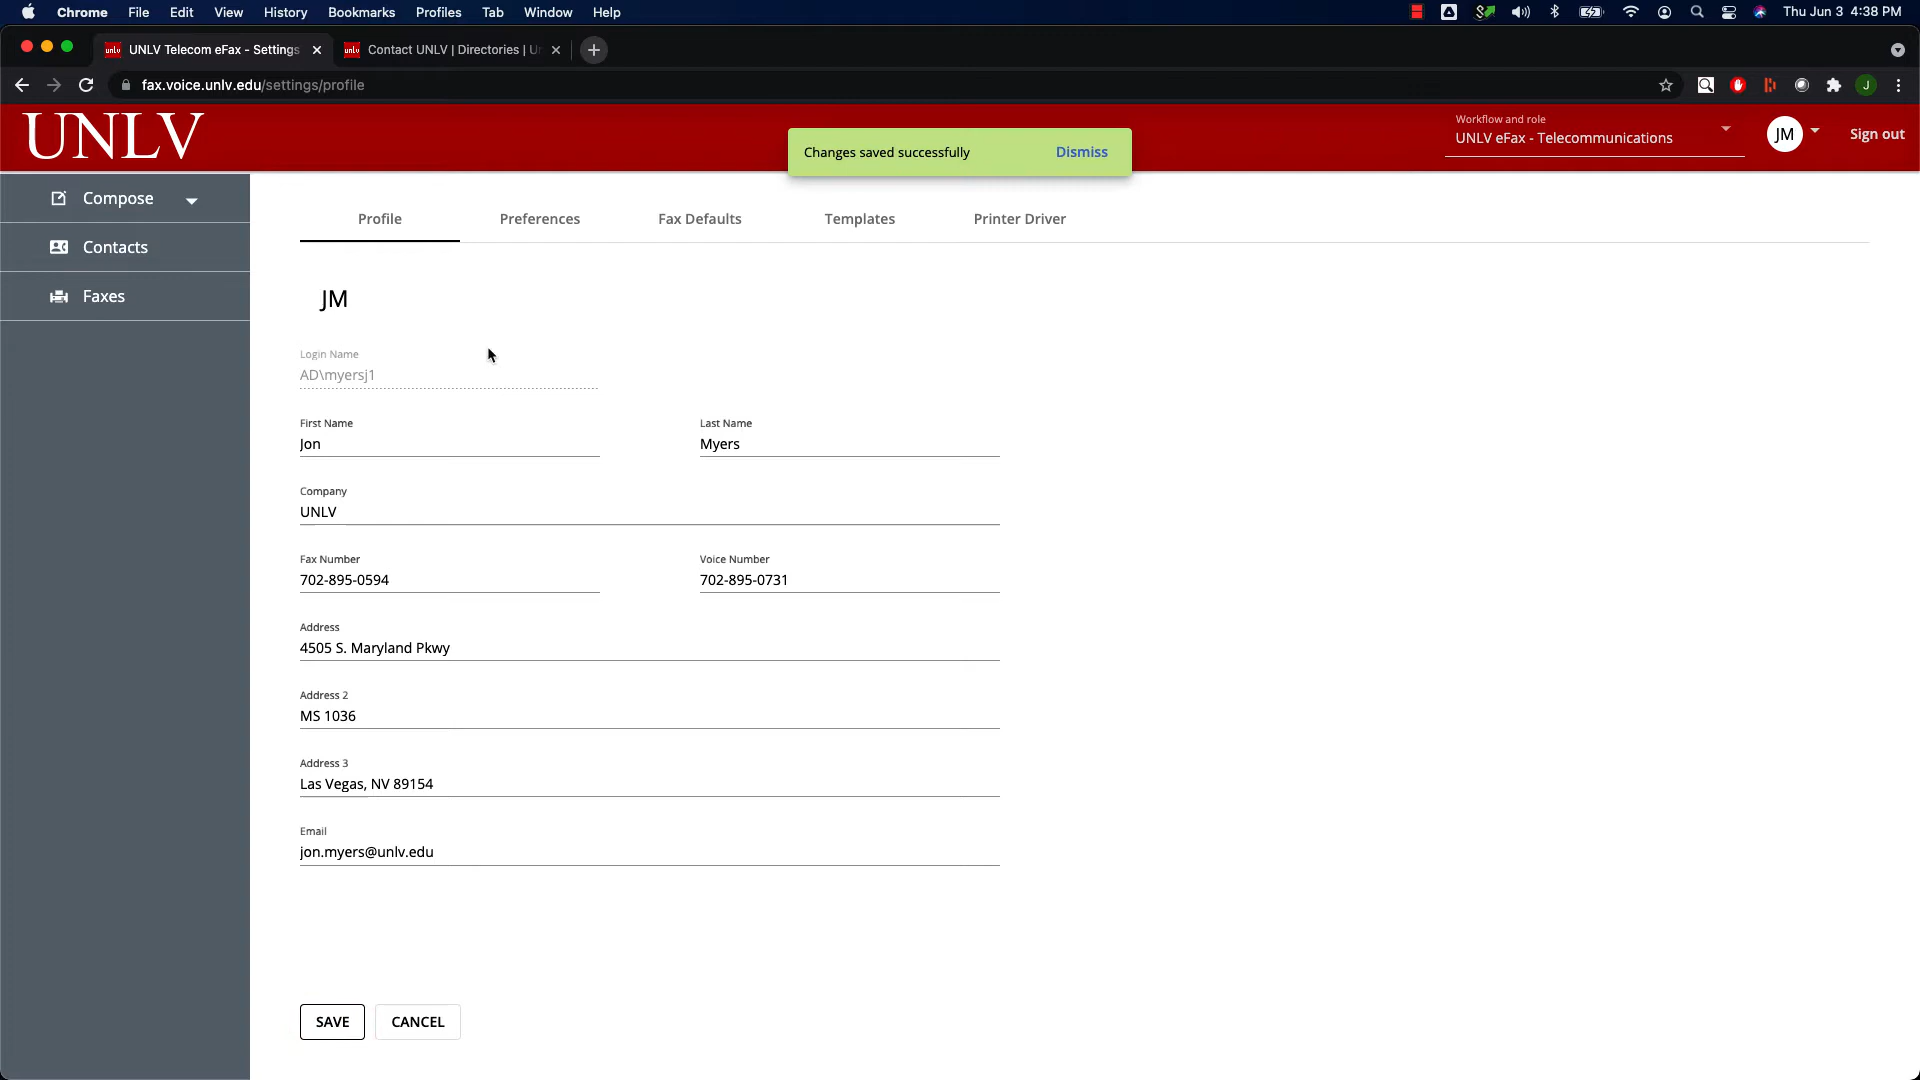 Chrome File Edit View History Bookmarks Profiles Tab Window Help Thu Jun 3 4:38 PM
UNLV Telecom eFax - Settings Contact UNLV | Directories | Un
fax.voice.unlv.edu/settings/profile J
UNLV
Workflow and role
UNLV eFax - Telecommunications
JM
Sign out
Changes saved successfully Dismiss
Compose
Contacts
Faxes
Profile Preferences Fax Defaults Templates Printer Driver
JM
Login Name
AD\myersj1
First Name Last Name
Jon Myers
Company
UNLV
Fax Number Voice Number
702-895-0594 702-895-0731
Address
4505 S. Maryland Pkwy
Address 2
MS 1036
Address 3
Las Vegas, NV 89154
Email
jon.myers@unlv.edu
SAVE CANCEL